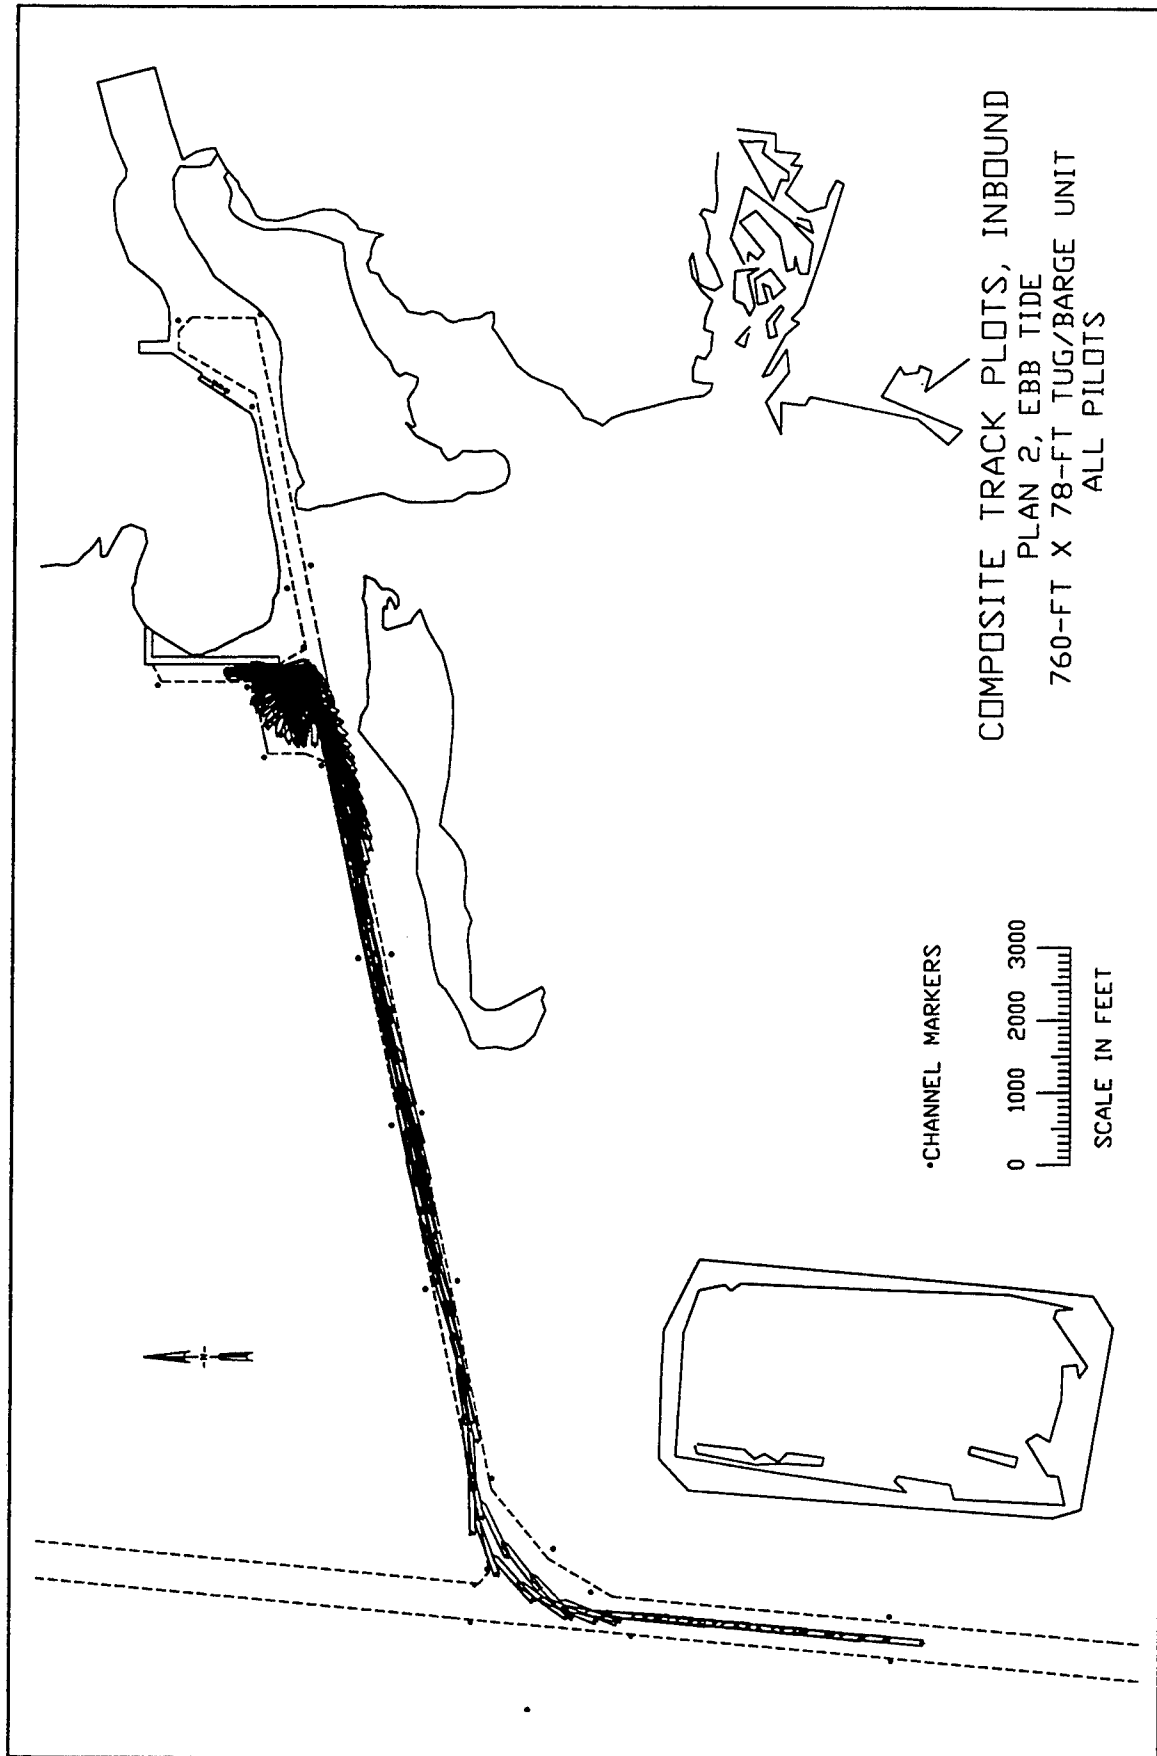 COMPOSITE TRACK PLOTS, INBOUND
PLAN 2, EBB TIDE
760-FT X 78-FT TUG/BARGE UNIT
ALL PILOTS
•CHANNEL MARKERS
0 1000 2000 3000
SCALE IN FEET
N